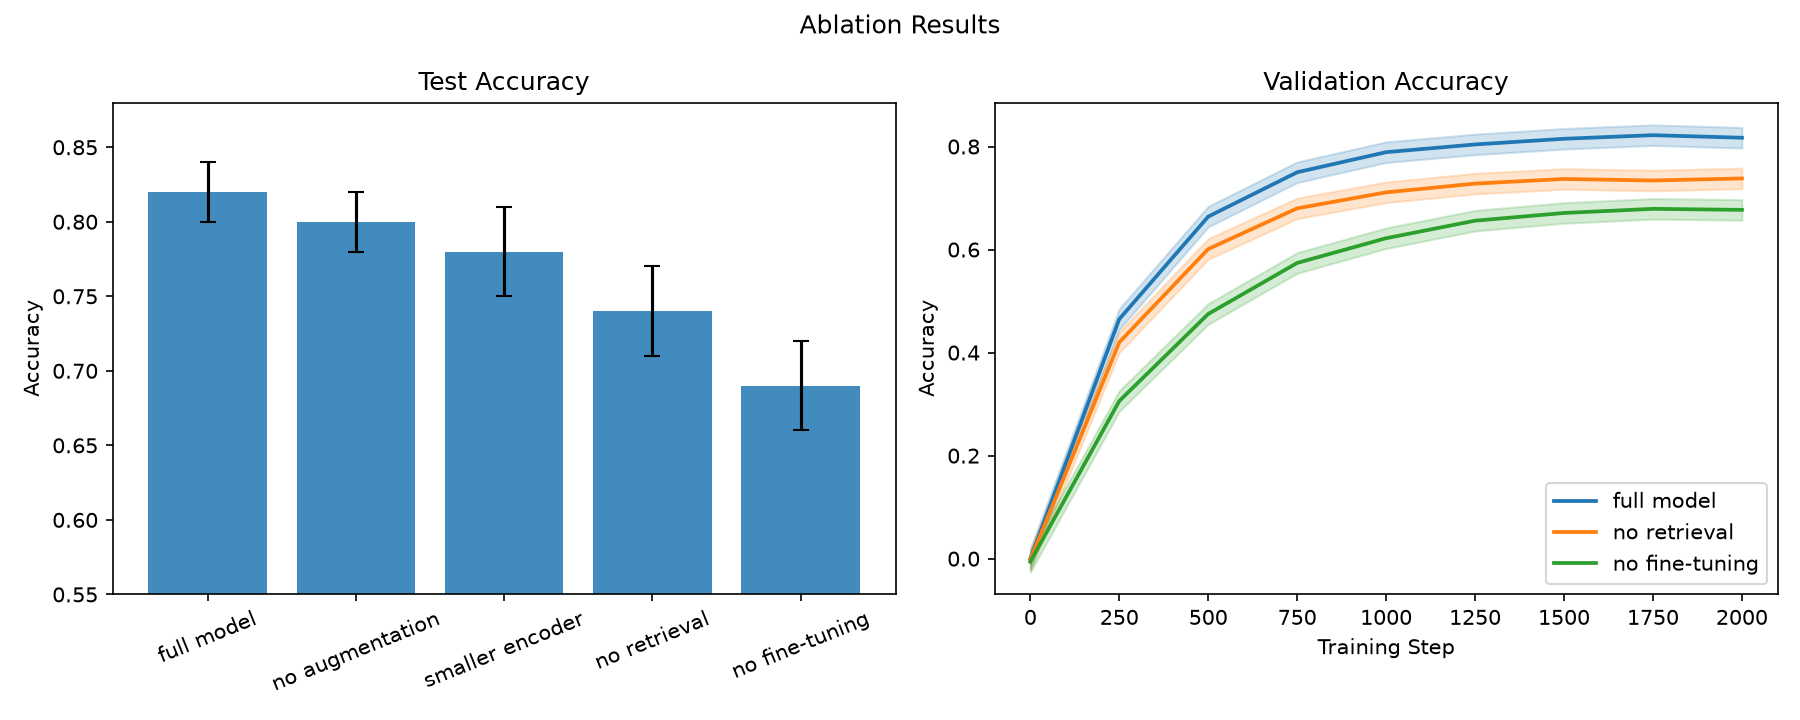 Ablation Results
Test Accuracy
Accuracy
0.85
0.80
0.75
0.70
0.65
0.60
0.55
full model
no augmentation
smaller encoder
no retrieval
no fine-tuning
Validation Accuracy
Accuracy
0.8
0.6
0.4
0.2
0.0
full model
no retrieval
no fine-tuning
0 250 500 750 1000 1250 1500 1750 2000
Training Step